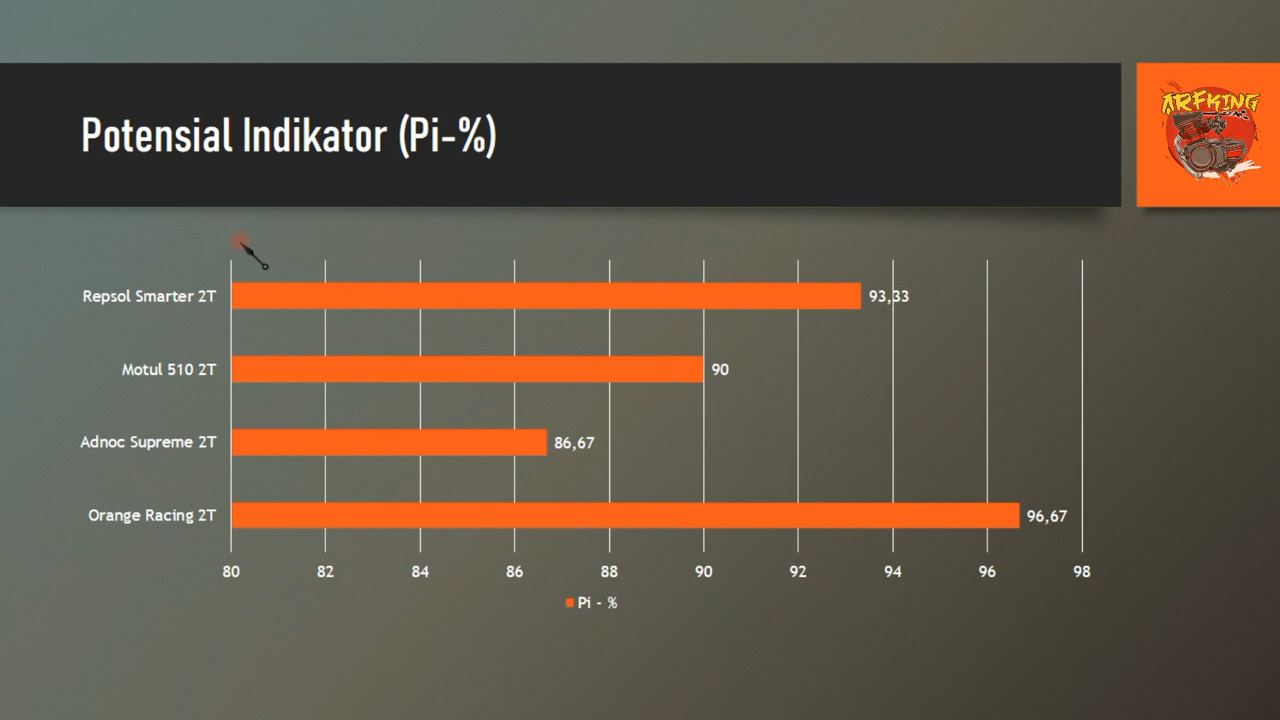 Potensial Indikator (Pi-%)
ARFKING
Repsol Smarter 2T
93,33
Motul 510 2T
90
Adnoc Supreme 2T
86,67
Orange Racing 2T
96,67
80 82 84 86 88 90 92 94 96 98
Pi - %